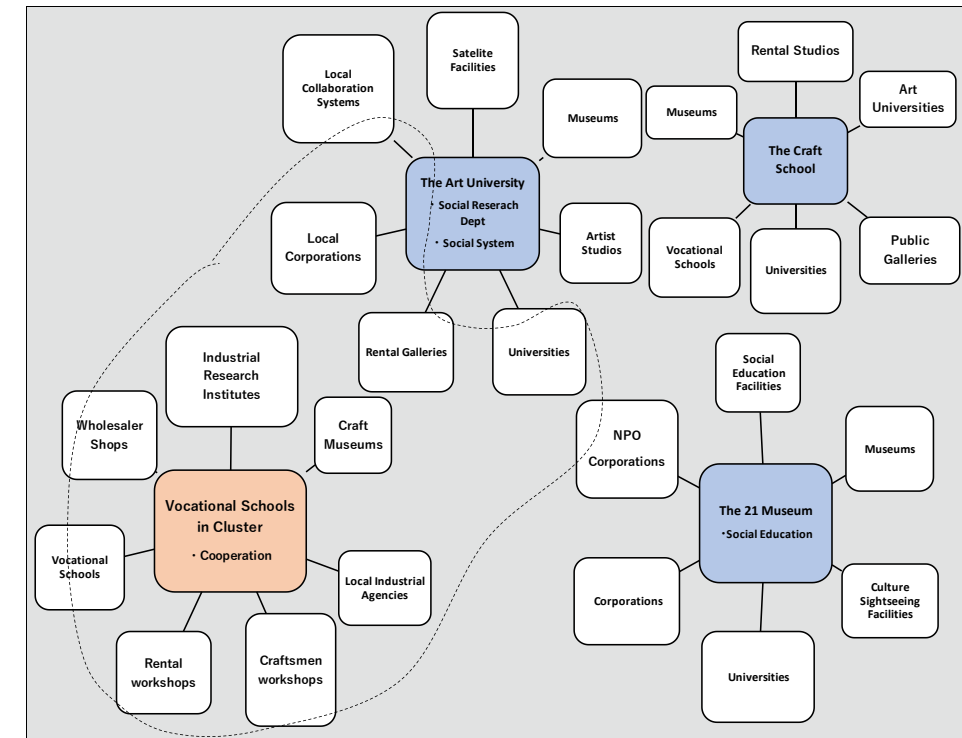 Satelite
Facilities
Local
Collaboration
Systems
Museums
The Art University
・Social Reserach
Dept
・Social System
Local
Corporations
Artist
Studios
Rental Galleries
Universities
Rental Studios
Museums
Art
Universities
The Craft
School
Vocational
Schools
Universities
Public
Galleries
Industrial
Research
Institutes
Wholesaler
Shops
Craft
Museums
Vocational Schools
in Cluster
・Cooperation
Vocational
Schools
Local Industrial
Agencies
Rental
workshops
Craftsmen
workshops
Social
Education
Facilities
NPO
Corporations
Museums
The 21 Museum
・Social Education
Corporations
Culture
Sightseeing
Facilities
Universities